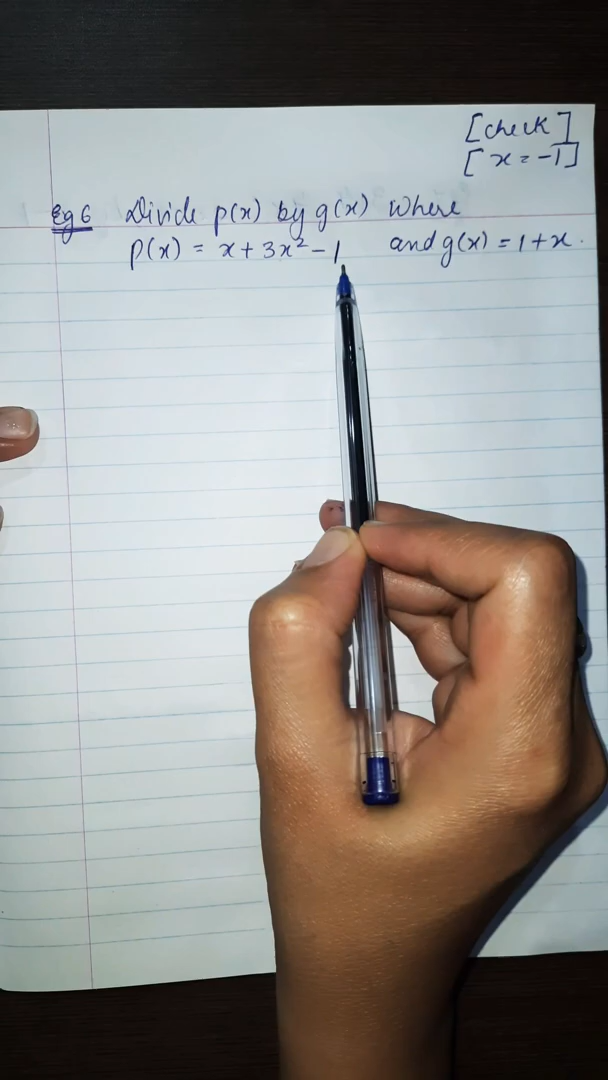 [check]
[x = -1]
Eg 6 Divide p(x) by g(x) where
p(x) = x + 3x² - 1 and g(x) = 1 + x.